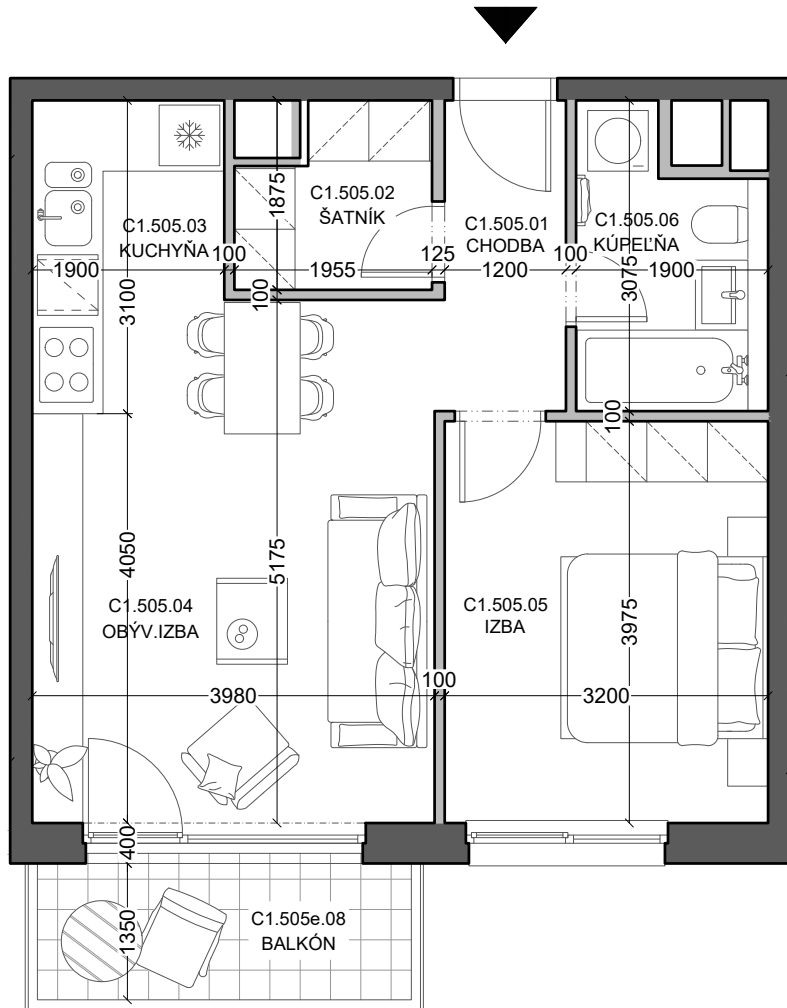 C1.505.03
KUCHYŇA
C1.505.02
ŠATNÍK
C1.505.01
CHODBA
C1.505.06
KÚPEĽŇA
1875
1900
100
1955
125
1200
100
1900
3100
100
3075
100
4050
5175
C1.505.04
OBÝV.IZBA
C1.505.05
IZBA
3975
3980
100
3200
400
1350
C1.505e.08
BALKÓN